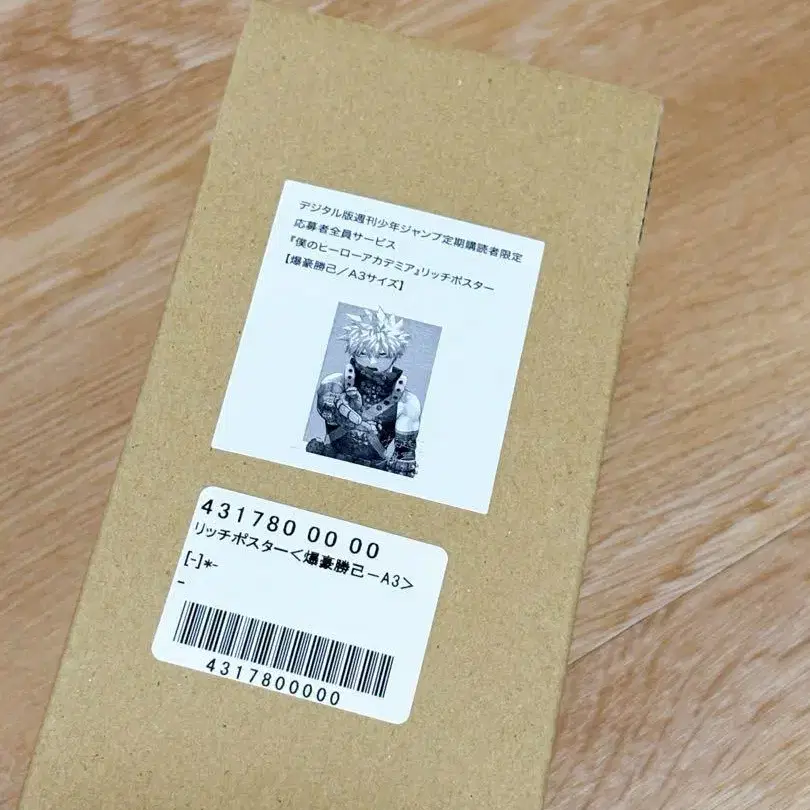 デジタル版週刊少年ジャンプ定期購読者限定
応募者全員サービス
『僕のヒーローアカデミア』リッチポスター
【爆豪勝己／A3サイズ】
431780 00 00
リッチポスター＜爆豪勝己－A3＞
[-]*-
-
4317800000